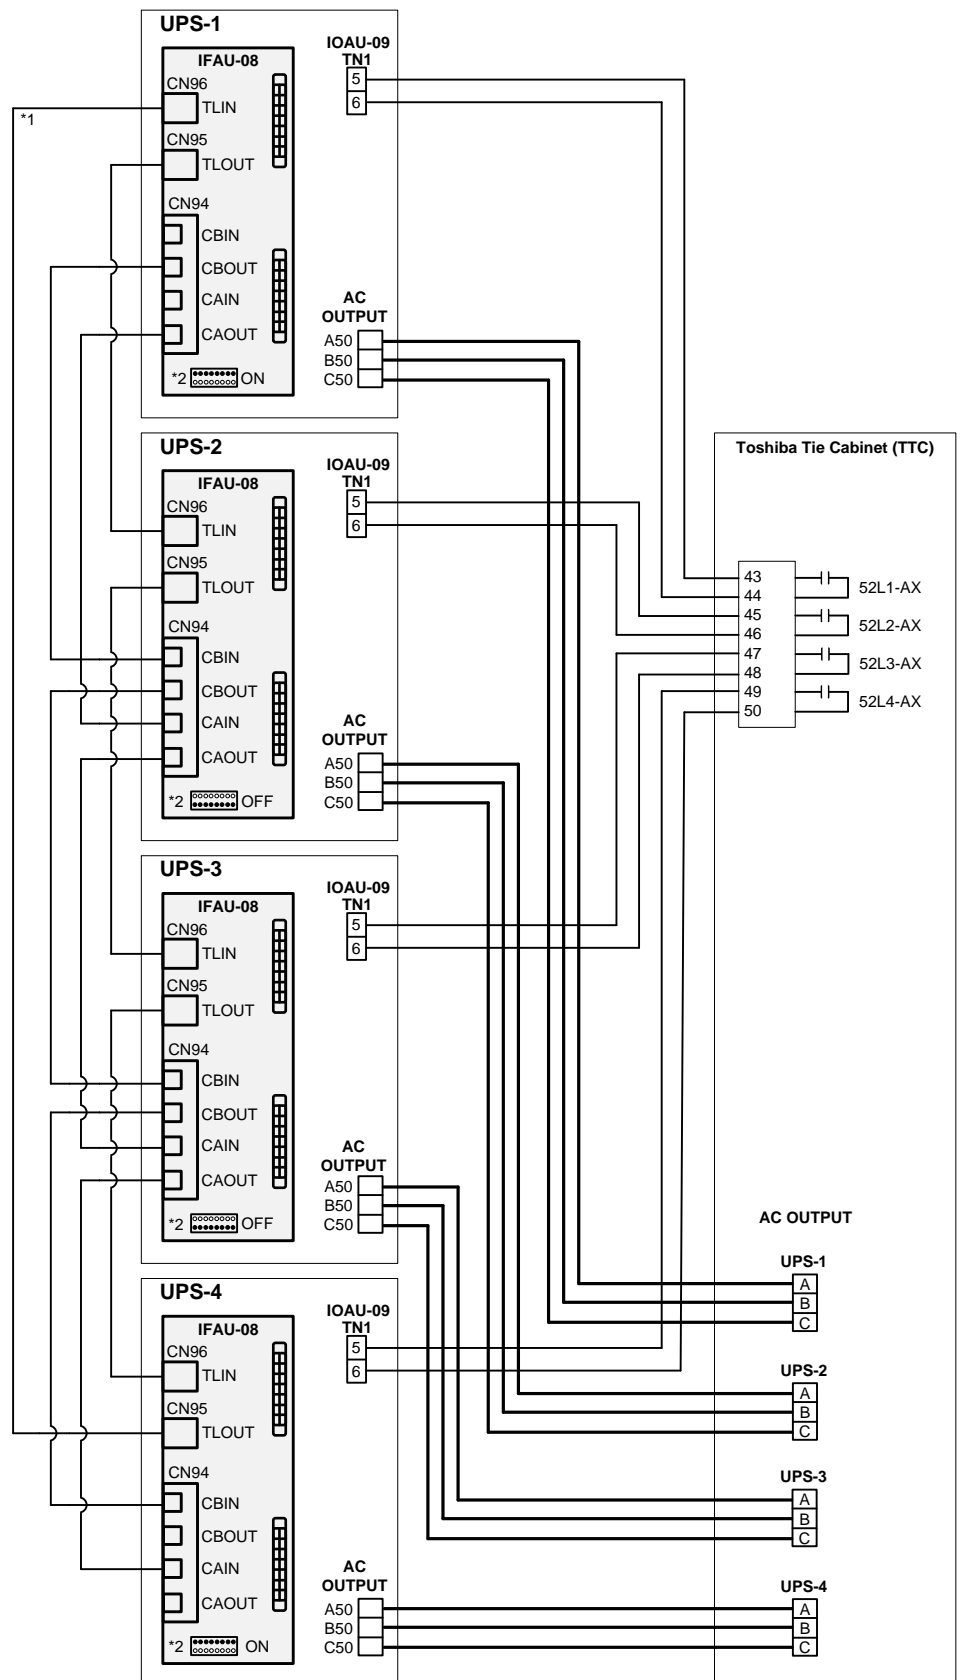 UPS-1
IFAU-08
CN96
TLIN
*1
CN95
TLOUT
CN94
CBIN
CBOUT
CAIN
CAOUT
*2 ON
IOAU-09
TN1
5
6
AC
OUTPUT
A50
B50
C50
UPS-2
IFAU-08
CN96
TLIN
CN95
TLOUT
CN94
CBIN
CBOUT
CAIN
CAOUT
*2 OFF
IOAU-09
TN1
5
6
AC
OUTPUT
A50
B50
C50
UPS-3
IFAU-08
CN96
TLIN
CN95
TLOUT
CN94
CBIN
CBOUT
CAIN
CAOUT
*2 OFF
IOAU-09
TN1
5
6
AC
OUTPUT
A50
B50
C50
UPS-4
IFAU-08
CN96
TLIN
CN95
TLOUT
CN94
CBIN
CBOUT
CAIN
CAOUT
*2 ON
IOAU-09
TN1
5
6
AC
OUTPUT
A50
B50
C50
Toshiba Tie Cabinet (TTC)
43
44
52L1-AX
45
46
52L2-AX
47
48
52L3-AX
49
50
52L4-AX
AC OUTPUT
UPS-1
A
B
C
UPS-2
A
B
C
UPS-3
A
B
C
UPS-4
A
B
C